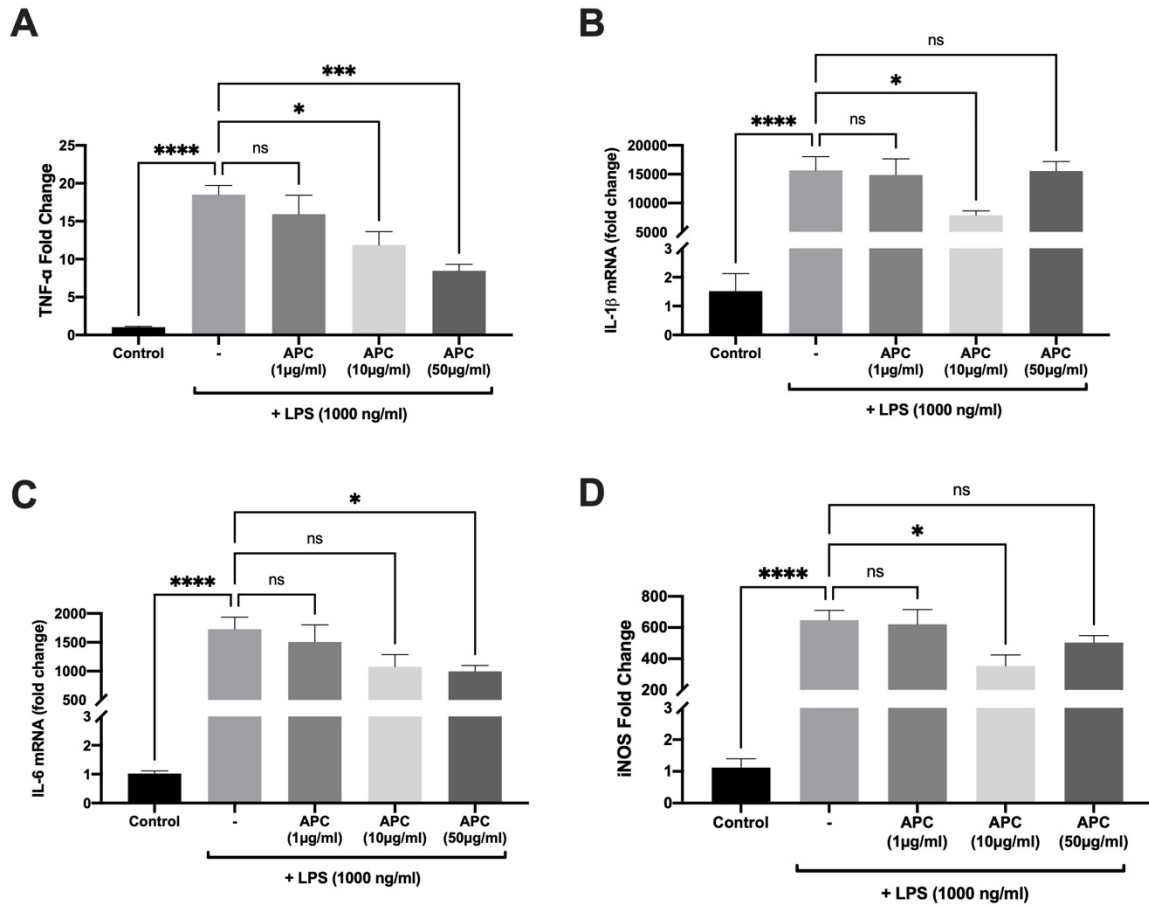 A
***
*
****
ns
TNF-α Fold Change
25
20
15
10
5
0
Control
-
APC
(1µg/ml)
APC
(10µg/ml)
APC
(50µg/ml)
+ LPS (1000 ng/ml)
B
ns
*
****
ns
IL-1β mRNA (fold change)
20000
15000
10000
5000
3
2
1
0
Control
-
APC
(1µg/ml)
APC
(10µg/ml)
APC
(50µg/ml)
+ LPS (1000 ng/ml)
C
*
ns
****
ns
IL-6 mRNA (fold change)
2000
1500
1000
500
3
2
1
0
Control
-
APC
(1µg/ml)
APC
(10µg/ml)
APC
(50µg/ml)
+ LPS (1000 ng/ml)
D
ns
*
****
ns
iNOS Fold Change
800
600
400
200
3
2
1
0
Control
-
APC
(1µg/ml)
APC
(10µg/ml)
APC
(50µg/ml)
+ LPS (1000 ng/ml)